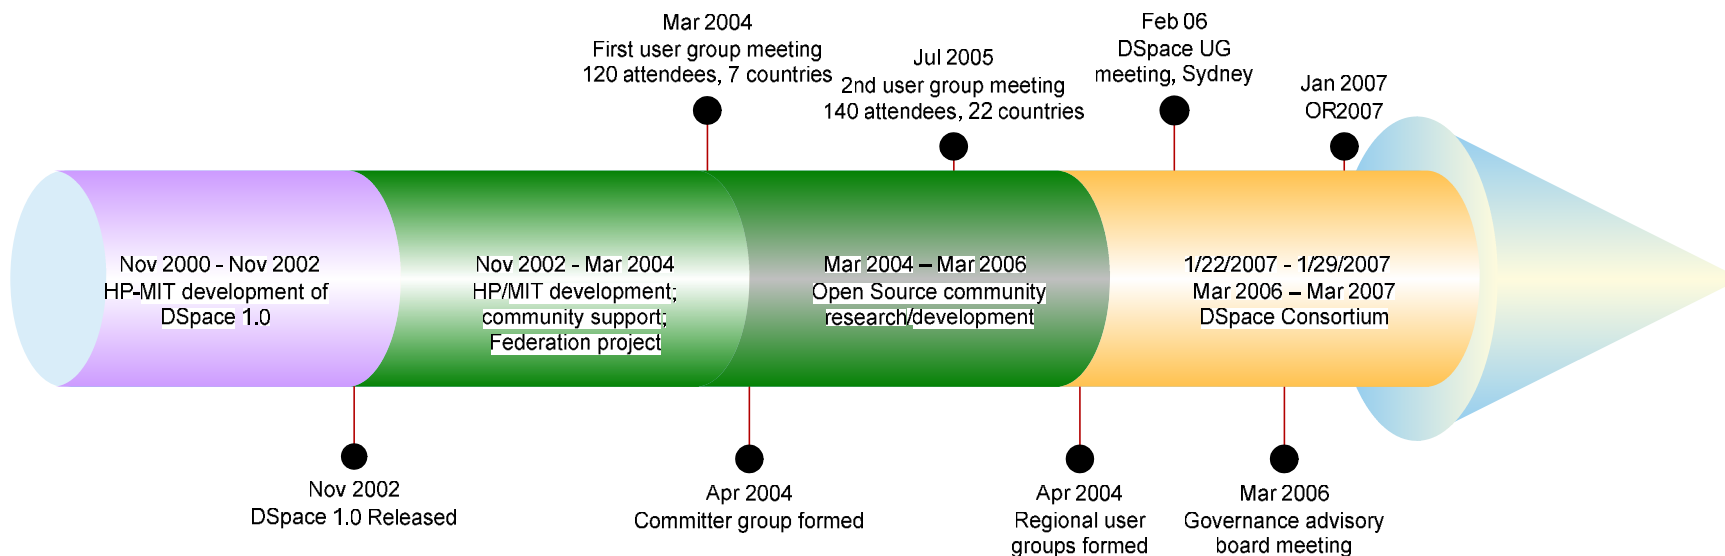 Mar 2004
First user group meeting
120 attendees, 7 countries
Jul 2005
2nd user group meeting
140 attendees, 22 countries
Feb 06
DSpace UG
meeting, Sydney
Jan 2007
OR2007
Nov 2000 - Nov 2002
HP-MIT development of
DSpace 1.0
Nov 2002 - Mar 2004
HP/MIT development;
community support;
Federation project
Mar 2004 – Mar 2006
Open Source community
research/development
1/22/2007 - 1/29/2007
Mar 2006 – Mar 2007
DSpace Consortium
Nov 2002
DSpace 1.0 Released
Apr 2004
Committer group formed
Apr 2004
Regional user
groups formed
Mar 2006
Governance advisory
board meeting